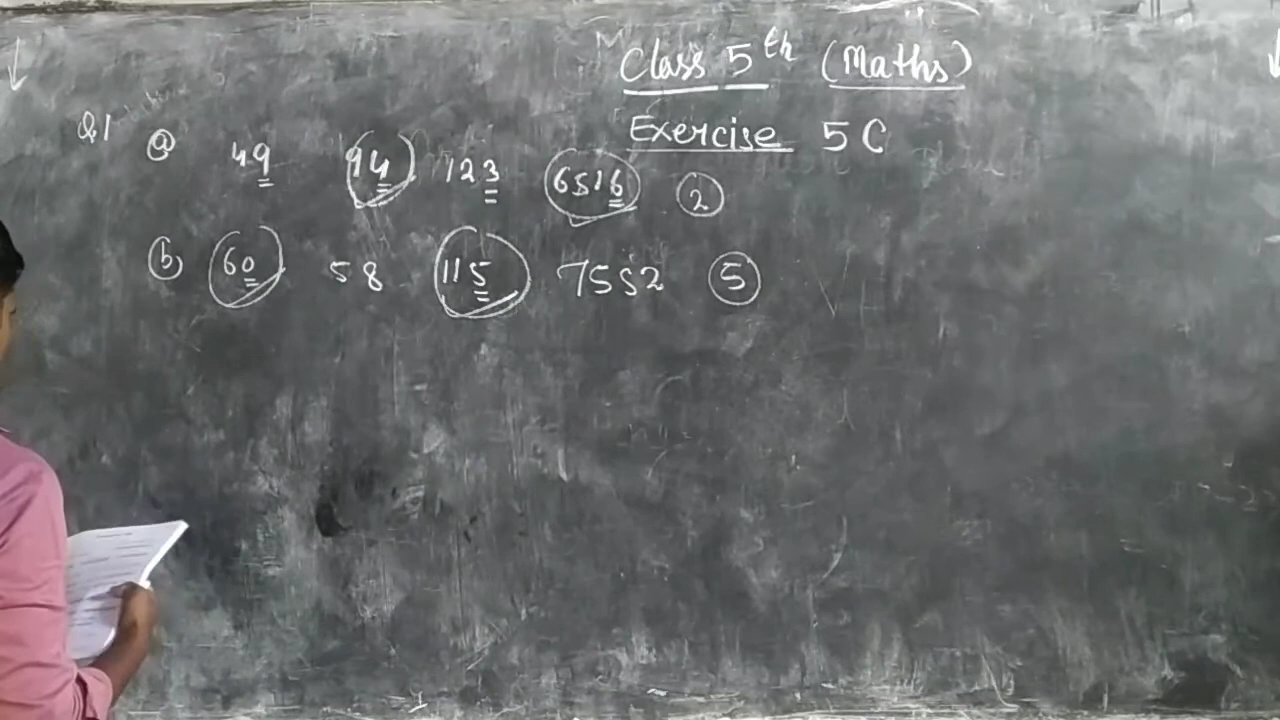 Class 5th (Maths)
Exercise 5C
Q1 (a) 49 94 123 6516 (2)
(b) 60 58 115 7552 (5)